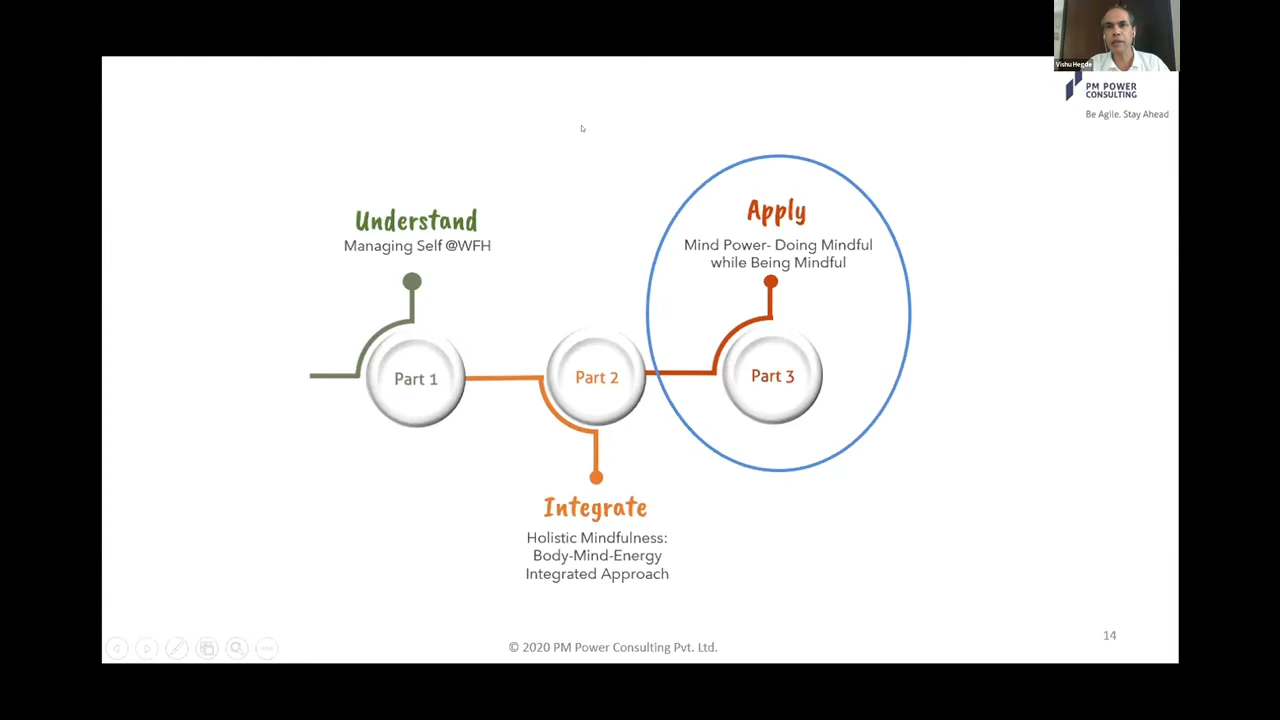 Vishu Hegde
PM POWER
CONSULTING
Be Agile. Stay Ahead
Understand
Managing Self @WFH
Apply
Mind Power- Doing Mindful
while Being Mindful
Part 1
Part 2
Part 3
Integrate
Holistic Mindfulness:
Body-Mind-Energy
Integrated Approach
14
© 2020 PM Power Consulting Pvt. Ltd.